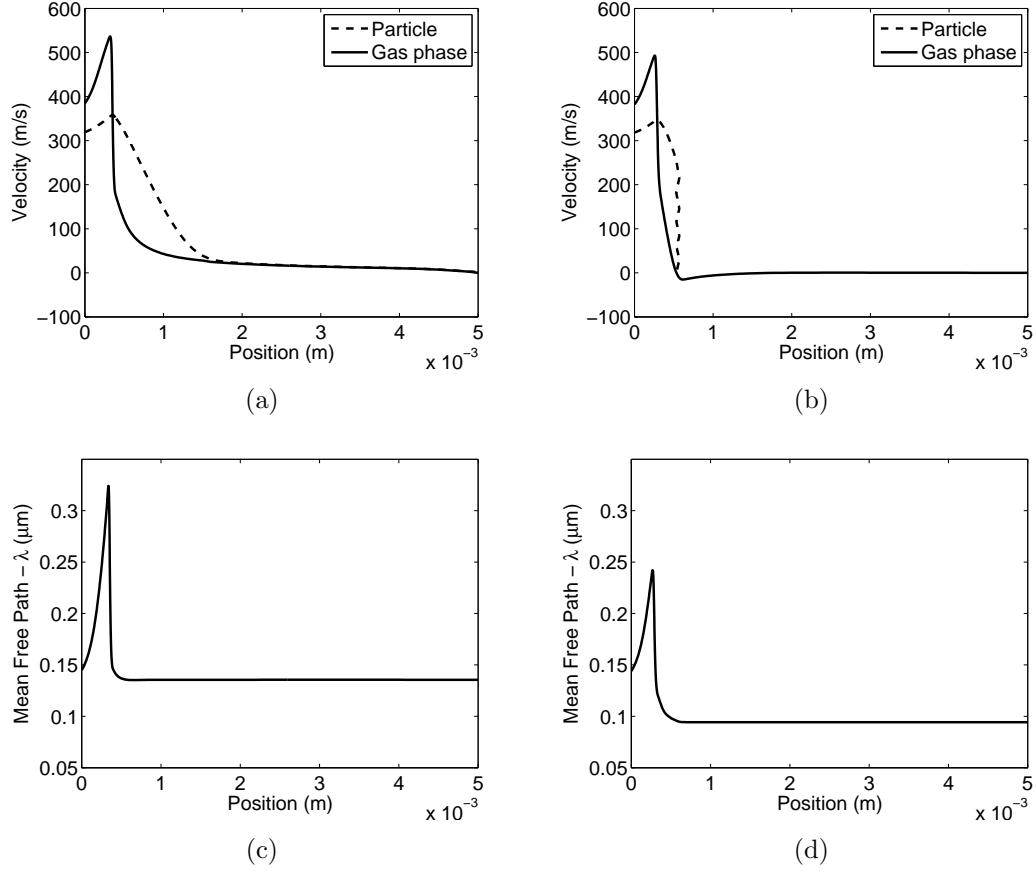 600
500
400
300
200
100
0
−100
Velocity (m/s)
Particle
Gas phase
0 1 2 3 4 5
Position (m)
x 10−3
(a)
600
500
400
300
200
100
0
−100
Velocity (m/s)
Particle
Gas phase
0 1 2 3 4 5
Position (m)
x 10−3
(b)
0.3
0.25
0.2
0.15
0.1
0.05
Mean Free Path − λ (μm)
0 1 2 3 4 5
Position (m)
x 10−3
(c)
0.3
0.25
0.2
0.15
0.1
0.05
Mean Free Path − λ (μm)
0 1 2 3 4 5
Position (m)
x 10−3
(d)